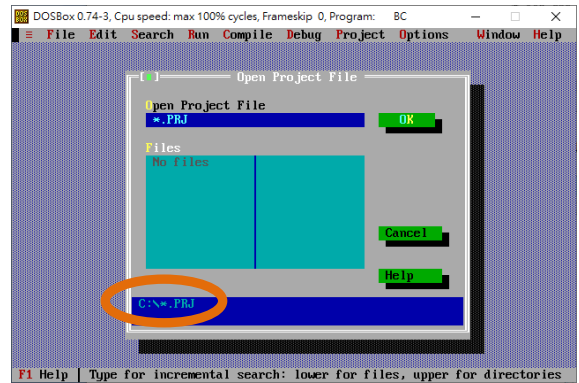 DOSBox 0.74-3, Cpu speed: max 100% cycles, Frameskip 0, Program: BC
≡ File Edit Search Run Compile Debug Project Options Window Help
Open Project File
Open Project File
*.PRJ
OK
Files
No files
Cancel
Help
C:\*.PRJ
F1 Help │ Type for incremental search: lower for files, upper for directories